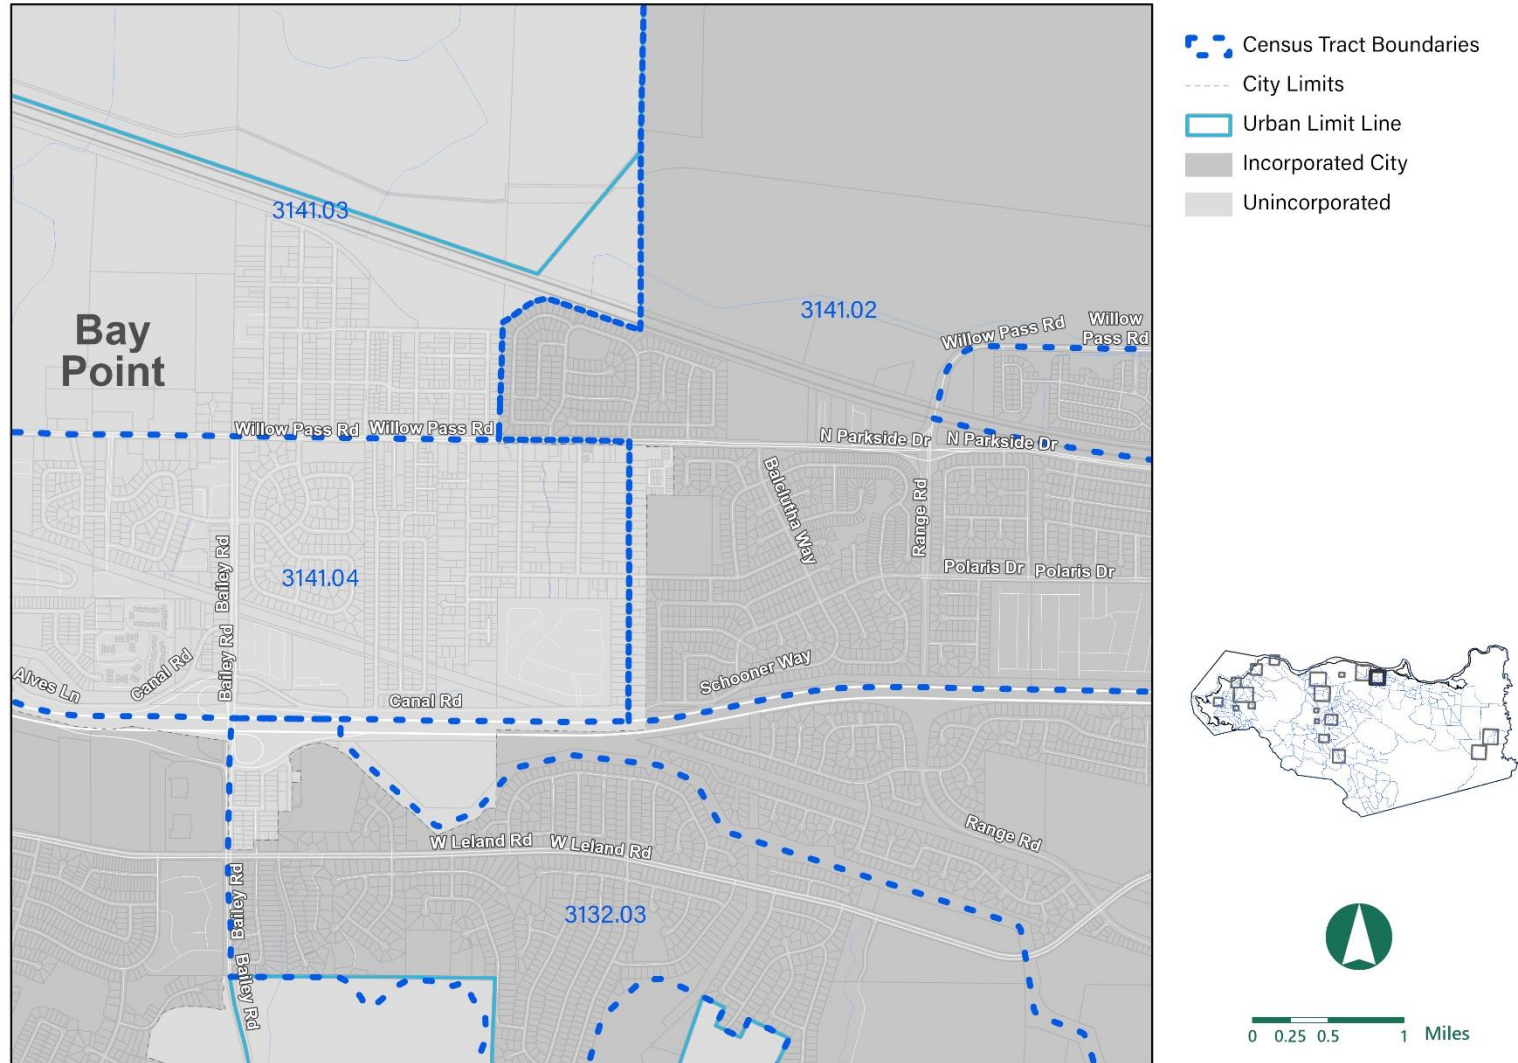 Census Tract Boundaries
City Limits
Urban Limit Line
Incorporated City
Unincorporated
3141.03
3141.02
Bay
Point
Willow Pass Rd
Willow
Pass Rd
Willow Pass Rd
Willow Pass Rd
N Parkside Dr
N Parkside Dr
Balclutha Way
Range Rd
Bailey Rd
3141.04
Polaris Dr
Polaris Dr
Bailey Rd
Canal Rd
Alves Ln
Canal Rd
Schooner Way
W Leland Rd
W Leland Rd
Range Rd
Bailey Rd
3132.03
Bailey Rd
0 0.25 0.5 1 Miles